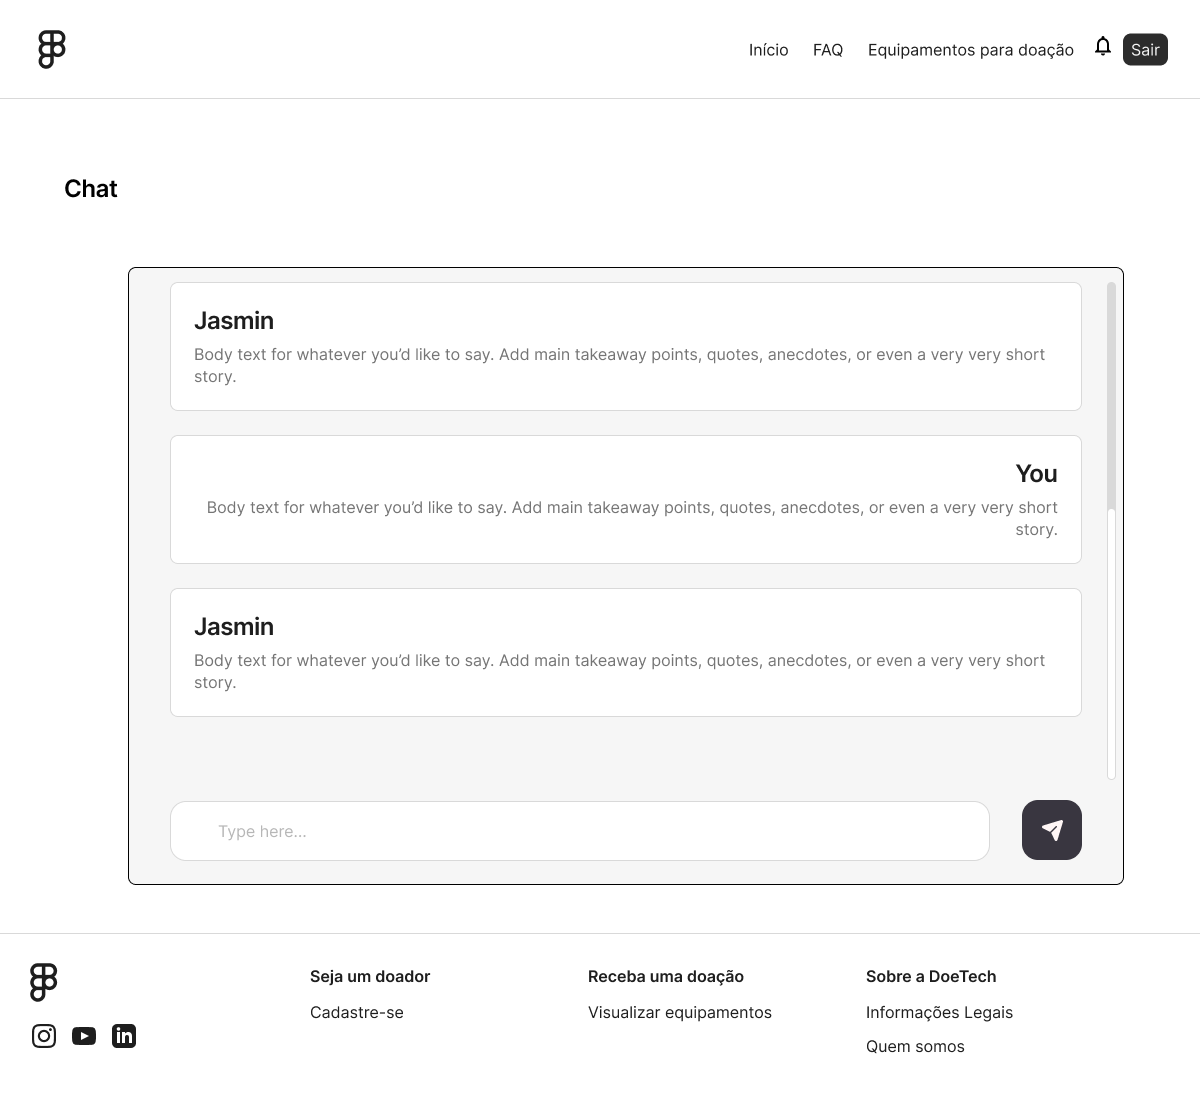 Início FAQ Equipamentos para doação Sair
Chat
Jasmin
Body text for whatever you’d like to say. Add main takeaway points, quotes, anecdotes, or even a very very short
story.
You
Body text for whatever you’d like to say. Add main takeaway points, quotes, anecdotes, or even a very very short
story.
Jasmin
Body text for whatever you’d like to say. Add main takeaway points, quotes, anecdotes, or even a very very short
story.
Type here...
Seja um doador
Cadastre-se
Receba uma doação
Visualizar equipamentos
Sobre a DoeTech
Informações Legais
Quem somos